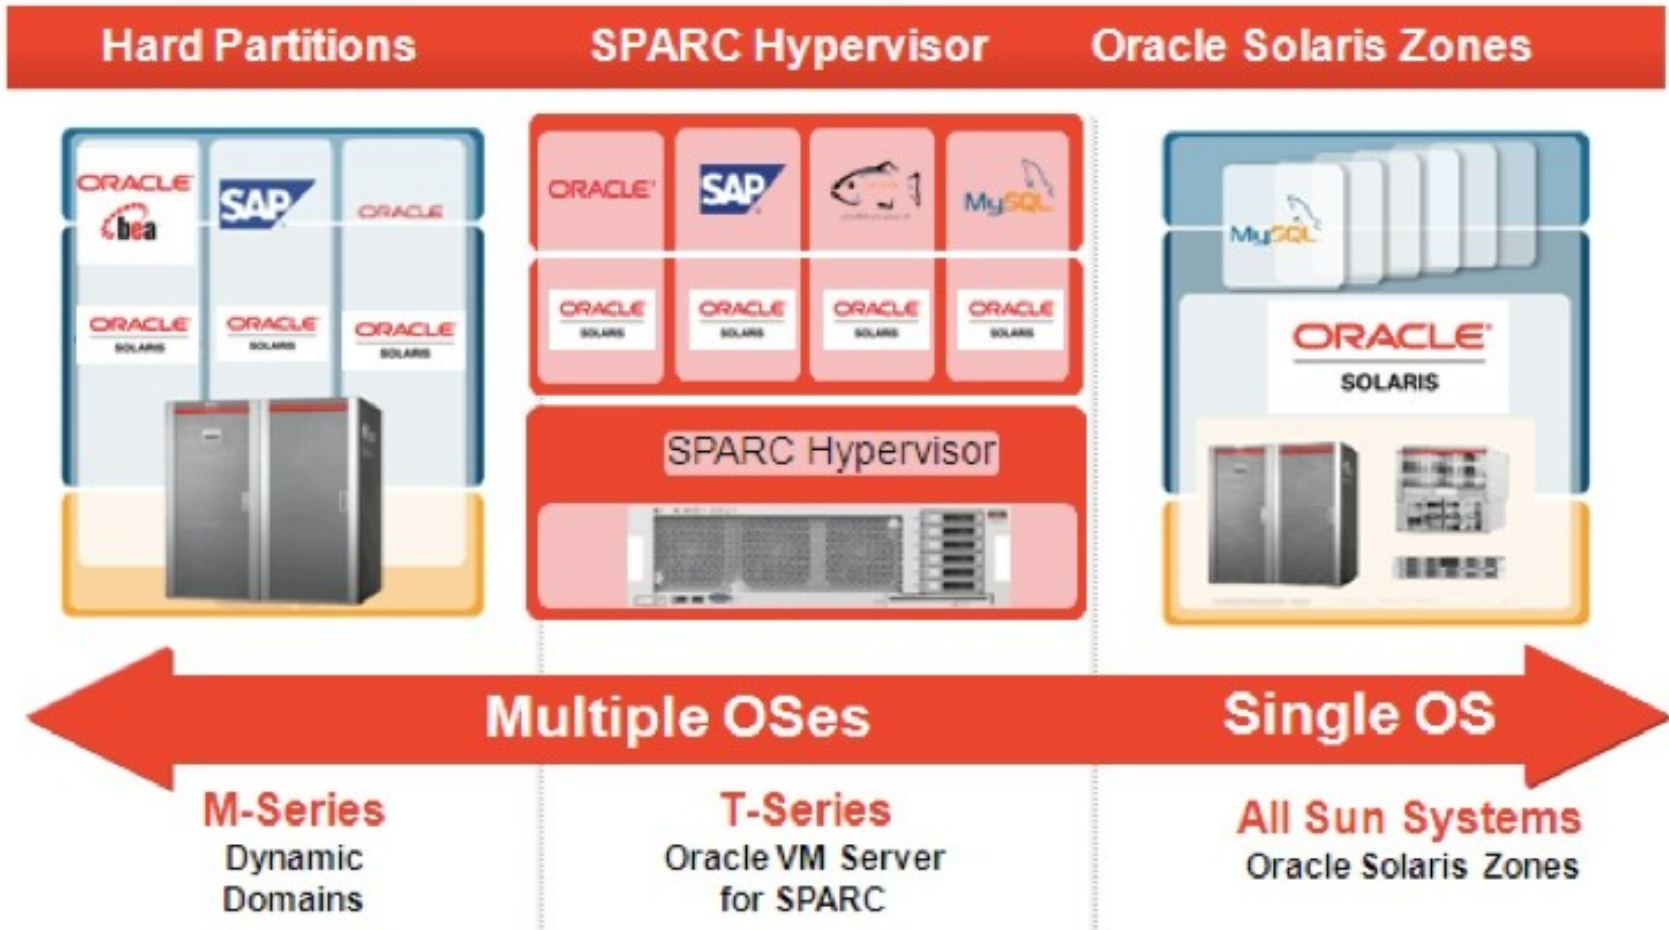 Hard Partitions
SPARC Hypervisor
Oracle Solaris Zones
ORACLE
bea
SAP
ORACLE
ORACLE
SOLARIS
ORACLE
SOLARIS
ORACLE
SOLARIS
ORACLE
SAP
MySQL
ORACLE
SOLARIS
ORACLE
SOLARIS
ORACLE
SOLARIS
ORACLE
SOLARIS
SPARC Hypervisor
MySQL
ORACLE
SOLARIS
Multiple OSes
Single OS
M-Series
Dynamic
Domains
T-Series
Oracle VM Server
for SPARC
All Sun Systems
Oracle Solaris Zones